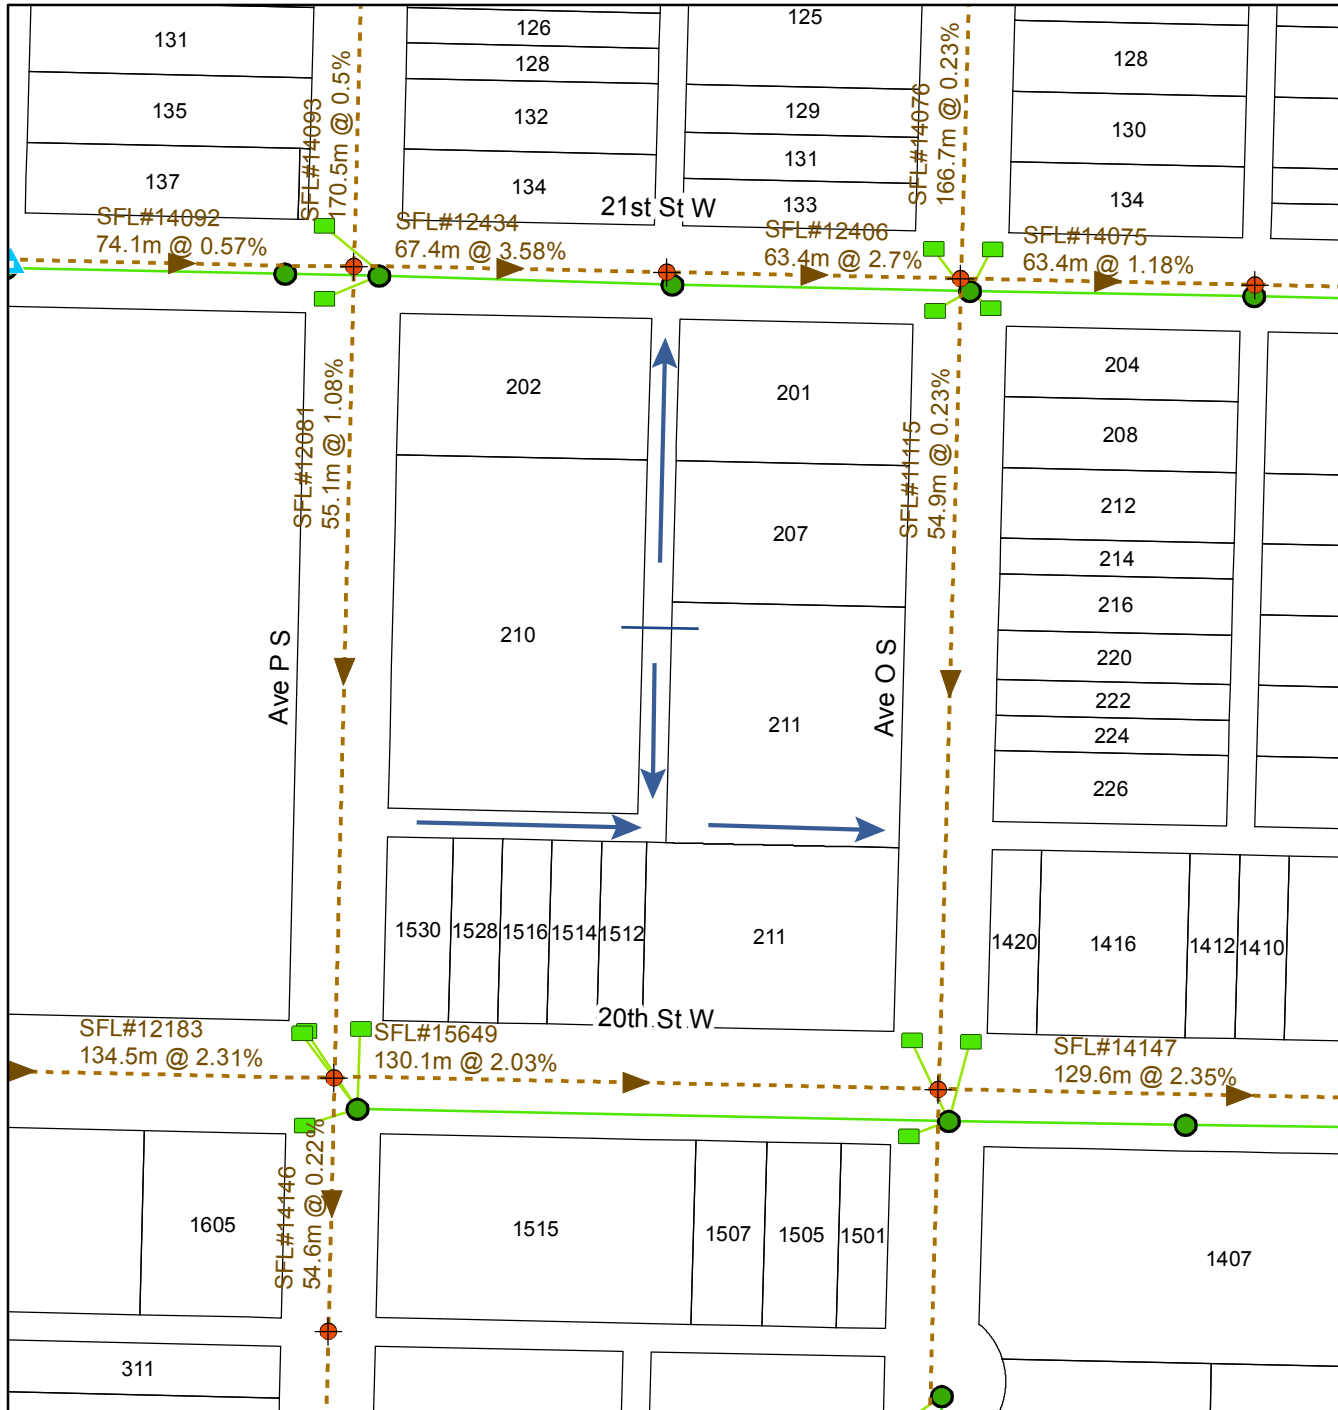 131
126
125
128
128
135
132
129
130
137
134
131
134
133
SFL#14093
170.5m @ 0.5%
SFL#14076
166.7m @ 0.23%
21st St W
SFL#14092
74.1m @ 0.57%
SFL#12434
67.4m @ 3.58%
SFL#12406
63.4m @ 2.7%
SFL#14075
63.4m @ 1.18%
202
201
204
208
SFL#12081
55.1m @ 1.08%
SFL#11115
54.9m @ 0.23%
207
212
214
216
210
220
Ave P S
Ave O S
211
222
224
226
1530
1528
1516
1514
1512
211
1420
1416
1412
1410
20th St W
SFL#12183
134.5m @ 2.31%
SFL#15649
130.1m @ 2.03%
SFL#14147
129.6m @ 2.35%
SFL#14146
54.6m @ 0.22%
1605
1515
1507
1505
1501
1407
311